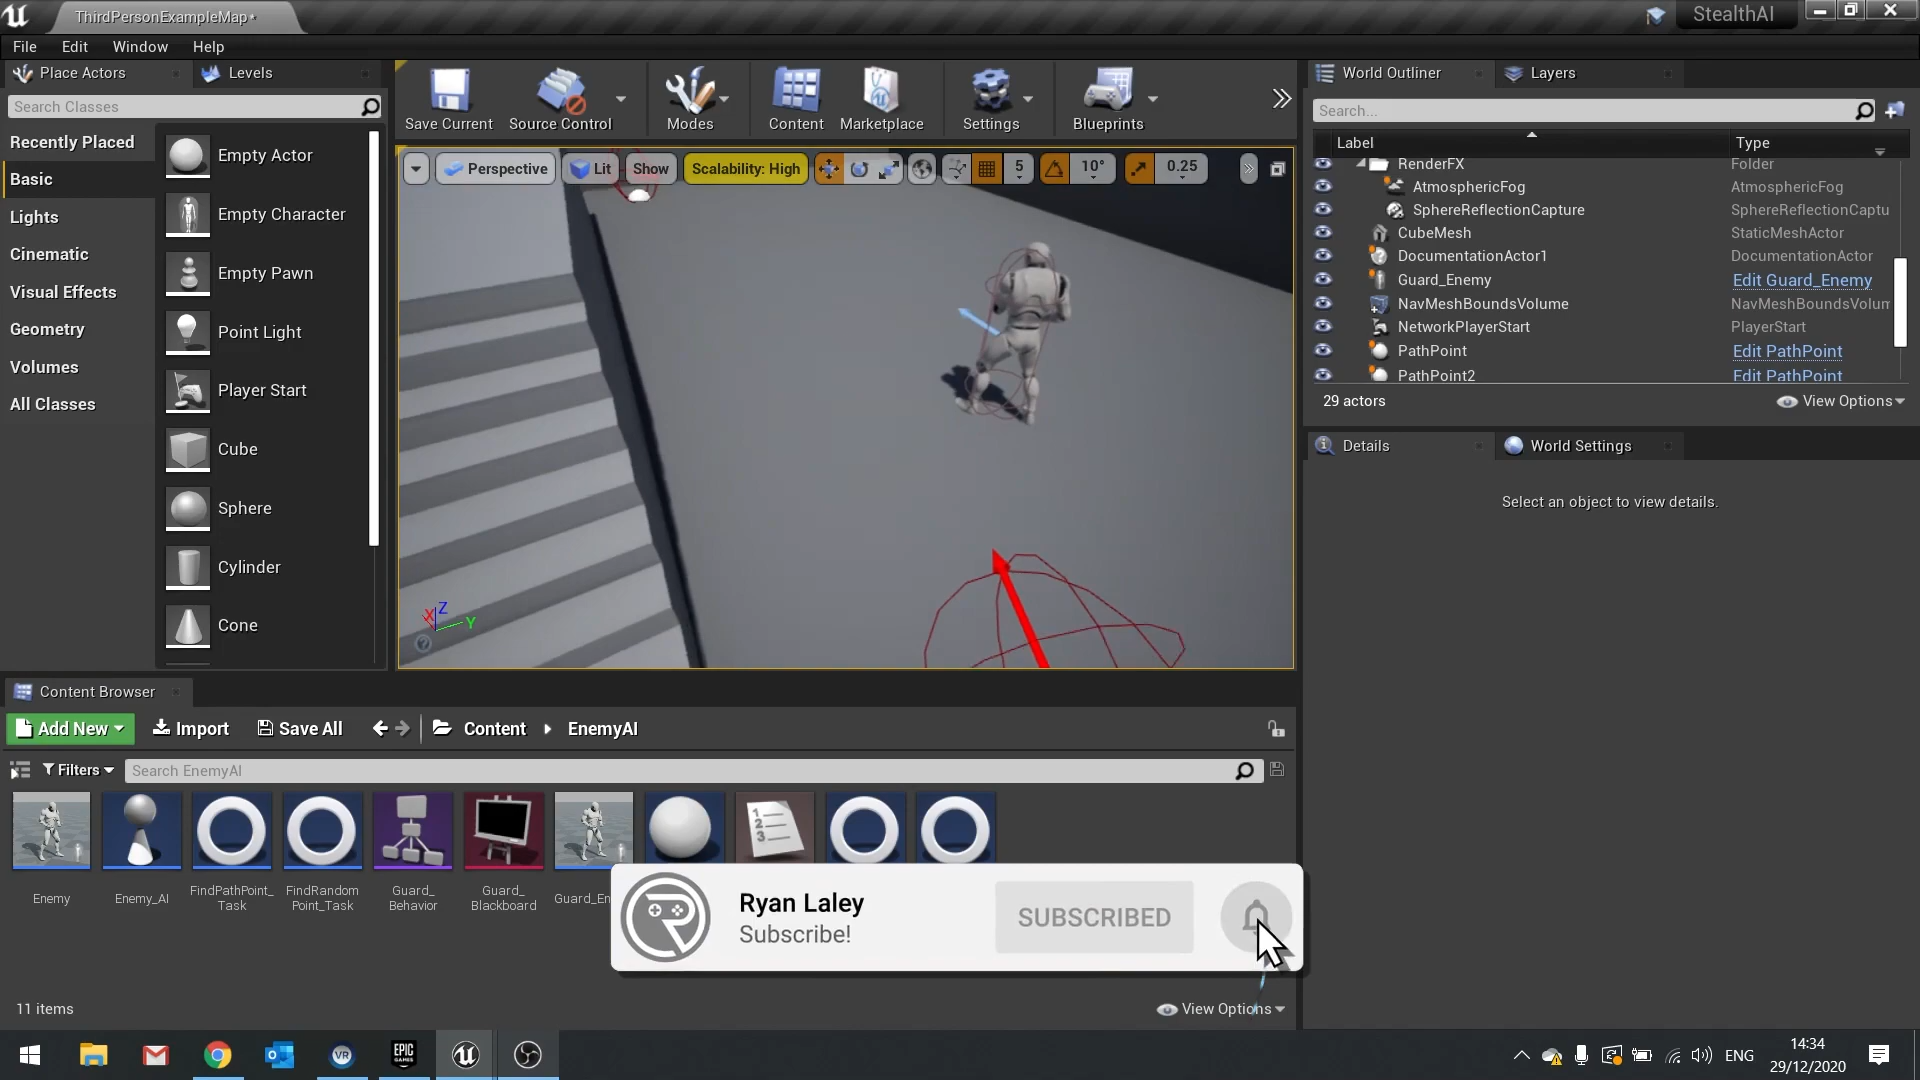 ThirdPersonExampleMap*
StealthAI
File Edit Window Help
Place Actors
Levels
Search Classes
Recently Placed
Basic
Lights
Cinematic
Visual Effects
Geometry
Volumes
All Classes
Empty Actor
Empty Character
Empty Pawn
Point Light
Player Start
Cube
Sphere
Cylinder
Cone
Save Current
Source Control
Modes
Content
Marketplace
Settings
Blueprints
Perspective
Lit
Show
Scalability: High
5
10°
0.25
X
Z
Y
World Outliner
Layers
Search...
Label
Type
RenderFX Folder
AtmosphericFog AtmosphericFog
SphereReflectionCapture SphereReflectionCaptu
CubeMesh StaticMeshActor
DocumentationActor1 DocumentationActor
Guard_Enemy Edit Guard_Enemy
NavMeshBoundsVolume NavMeshBoundsVolum
NetworkPlayerStart PlayerStart
PathPoint Edit PathPoint
PathPoint2 Edit PathPoint
29 actors
View Options
Details
World Settings
Select an object to view details.
Content Browser
Add New
Import
Save All
Content
EnemyAI
Filters
Search EnemyAI
Enemy
Enemy_AI
FindPathPoint_
Task
FindRandom
Point_Task
Guard_
Behavior
Guard_
Blackboard
Guard_En
Ryan Laley
Subscribe!
SUBSCRIBED
11 items
View Options
VR
EPIC
GAMES
ENG
14:34
29/12/2020